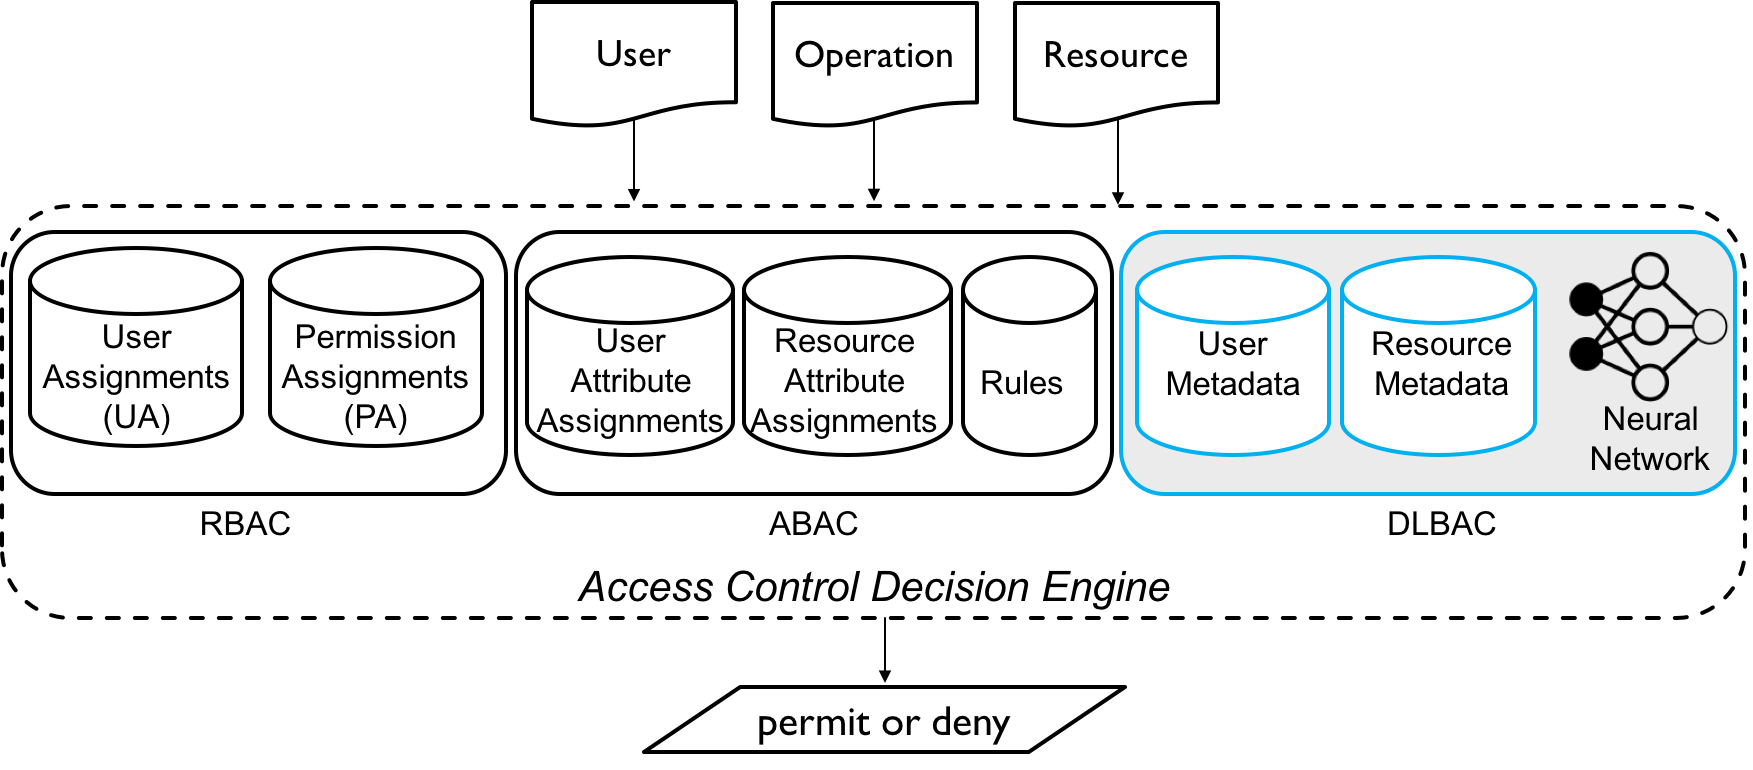 User
Operation
Resource
User
Assignments
(UA)
Permission
Assignments
(PA)
User
Attribute
Assignments
Resource
Attribute
Assignments
Rules
User
Metadata
Resource
Metadata
Neural
Network
RBAC
ABAC
DLBAC
Access Control Decision Engine
permit or deny